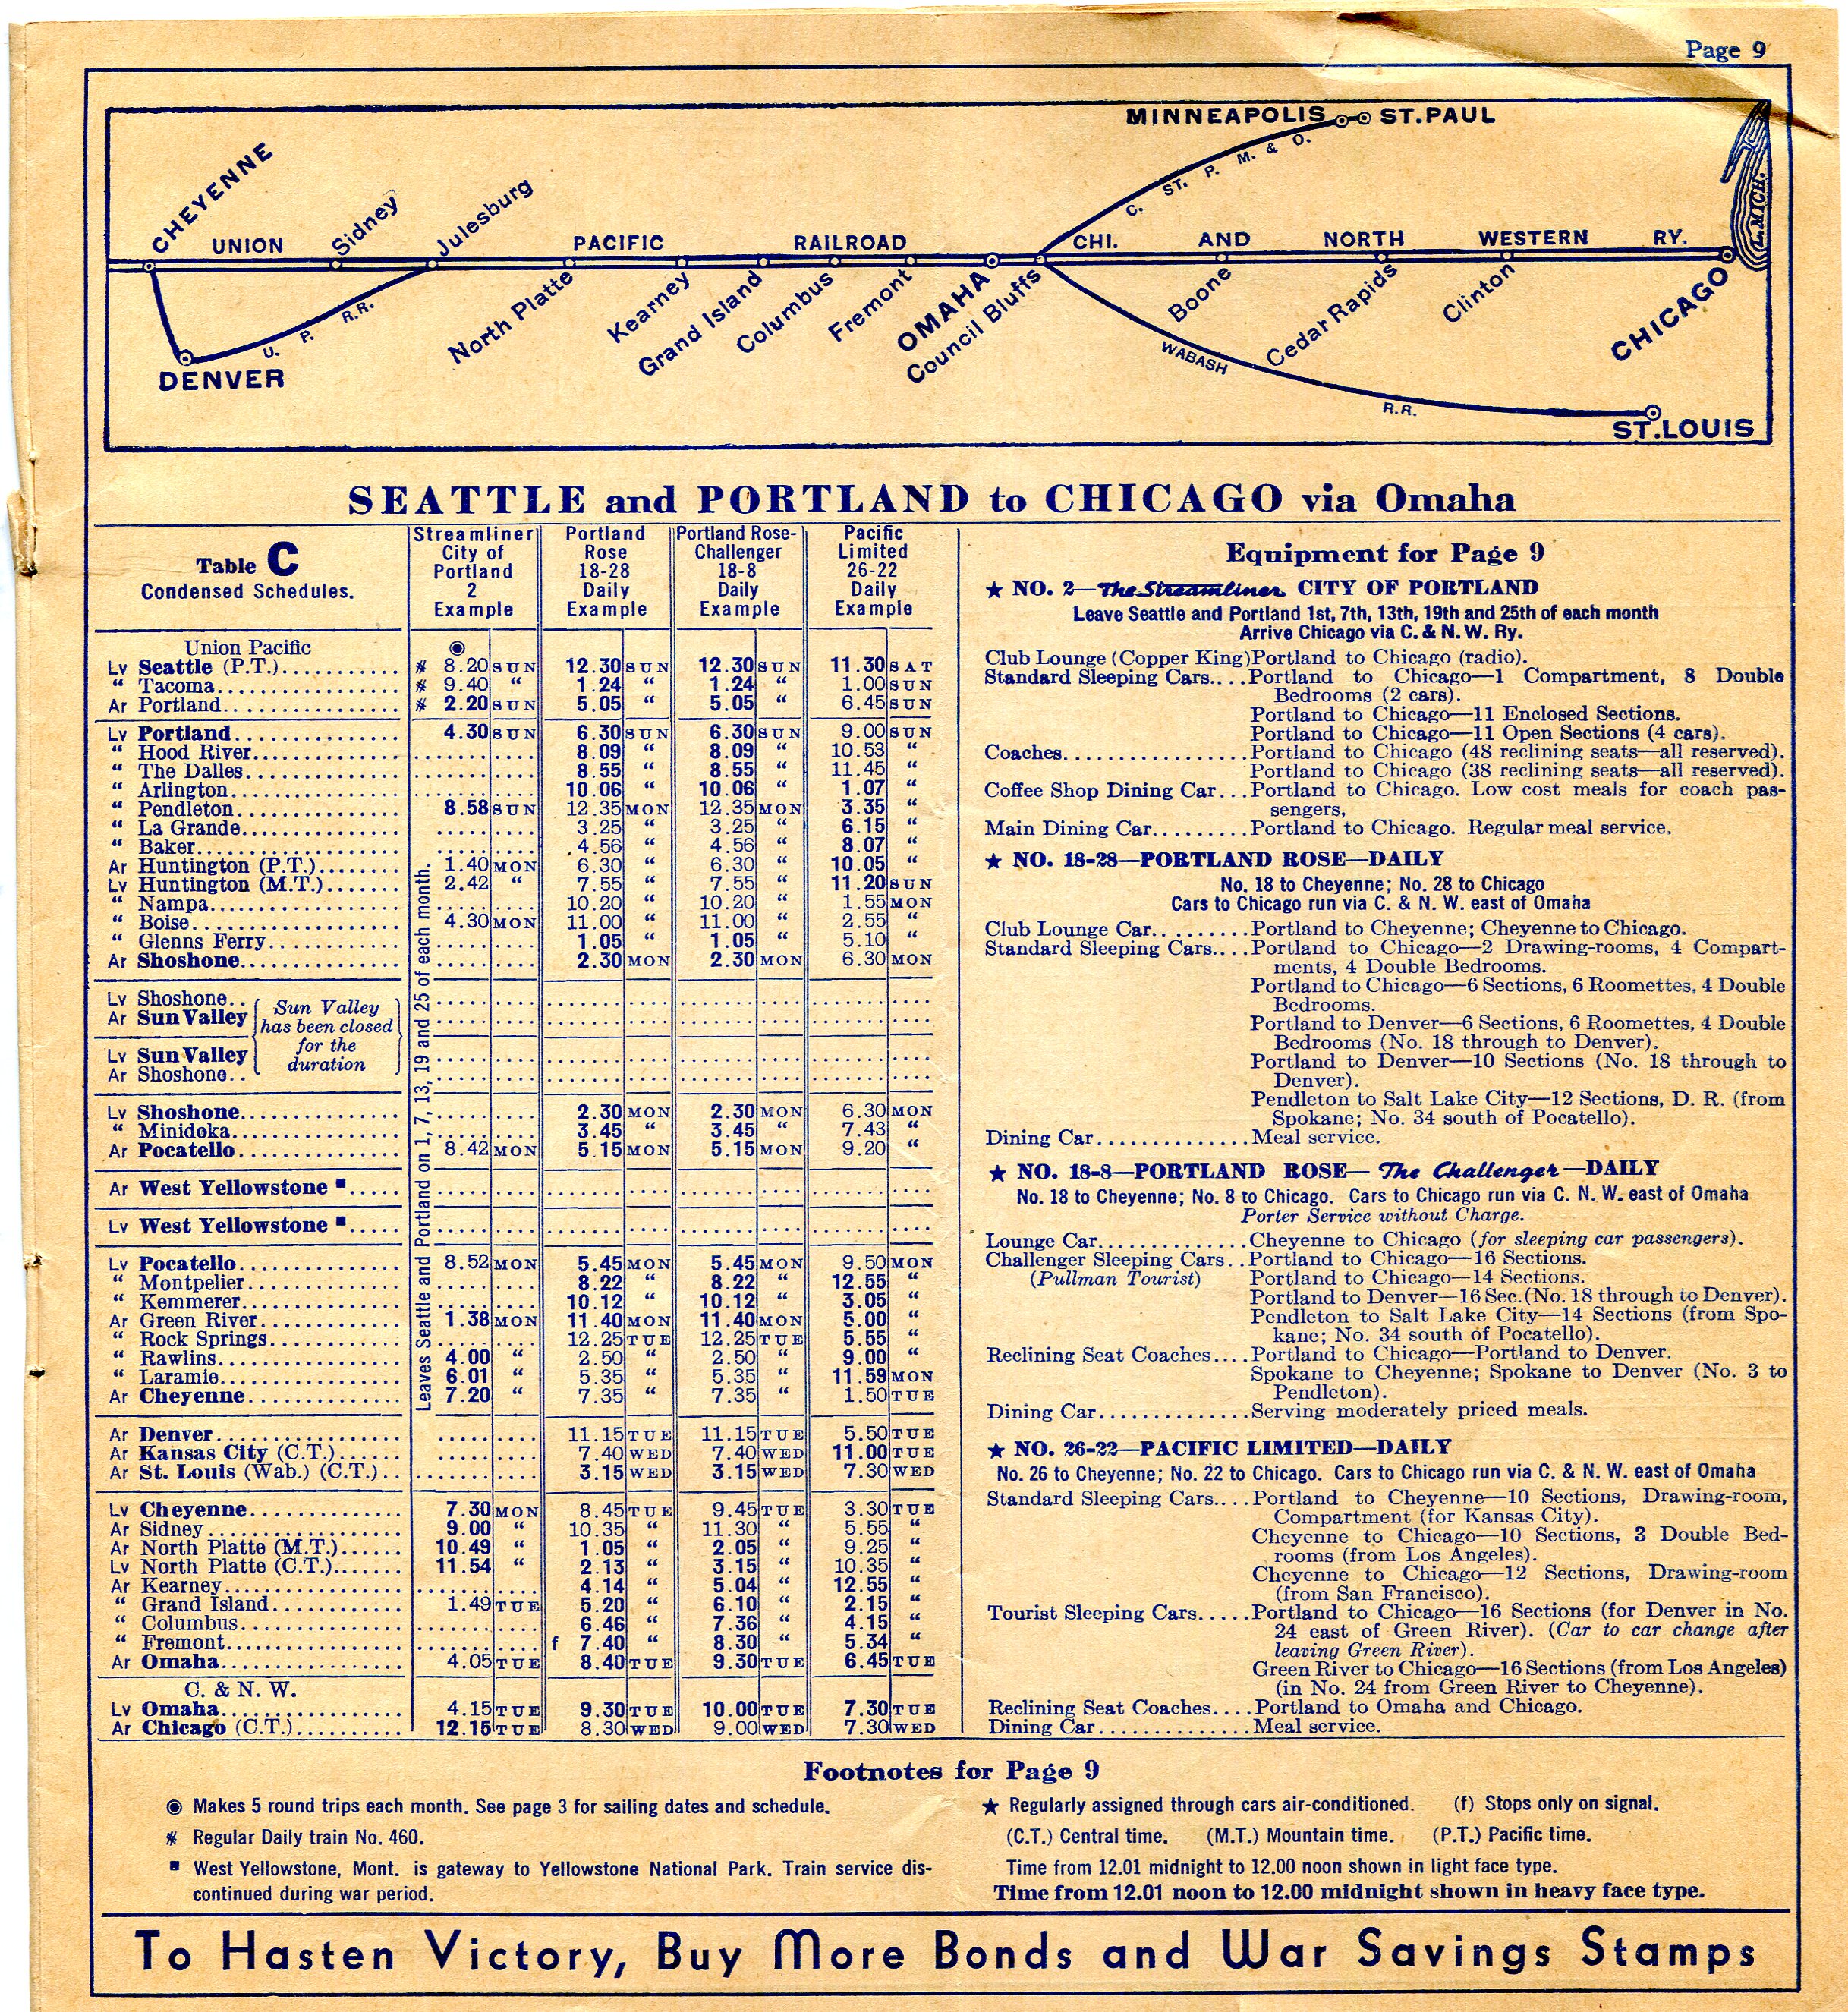 Page 9
MINNEAPOLIS ST. PAUL
C. ST. P. M. & O.
L. MICH.
CHEYENNE UNION Sidney Julesburg PACIFIC RAILROAD CHI. AND NORTH WESTERN RY.
U. P. R.R.
DENVER
North Platte Kearney Grand Island Columbus Fremont OMAHA Council Bluffs Boone Cedar Rapids Clinton CHICAGO
WABASH R.R.
ST. LOUIS
SEATTLE and PORTLAND to CHICAGO via Omaha
Table C
Condensed Schedules.
Streamliner City of Portland 2 Example
Portland Rose 18-28 Daily Example
Portland Rose-Challenger 18-8 Daily Example
Pacific Limited 26-22 Daily Example
Union Pacific ◉
Lv Seattle (P.T.) ⁕ 8.20 SUN 12.30 SUN 12.30 SUN 11.30 SAT
“ Tacoma ⁕ 9.40 “ 1.24 “ 1.24 “ 1.00 SUN
Ar Portland ⁕ 2.20 SUN 5.05 “ 5.05 “ 6.45 SUN
Lv Portland 4.30 SUN 6.30 SUN 6.30 SUN 9.00 SUN
“ Hood River 8.09 “ 8.09 “ 10.53 “
“ The Dalles 8.55 “ 8.55 “ 11.45 “
“ Arlington 10.06 “ 10.06 “ 1.07 “
“ Pendleton 8.58 SUN 12.35 MON 12.35 MON 3.35 “
“ La Grande 3.25 “ 3.25 “ 6.15 “
“ Baker 4.56 “ 4.56 “ 8.07 “
Ar Huntington (P.T.) 1.40 MON 6.30 “ 6.30 “ 10.05 “
Lv Huntington (M.T.) 2.42 “ 7.55 “ 7.55 “ 11.20 SUN
“ Nampa 10.20 “ 10.20 “ 1.55 MON
“ Boise 4.30 MON 11.00 “ 11.00 “ 2.55 “
“ Glenns Ferry 1.05 “ 1.05 “ 5.10 “
Ar Shoshone 2.30 MON 2.30 MON 6.30 MON
Lv Shoshone
Ar Sun Valley
Lv Sun Valley
Ar Shoshone
Sun Valley
has been closed
for the
duration
Lv Shoshone 2.30 MON 2.30 MON 6.30 MON
“ Minidoka 3.45 “ 3.45 “ 7.43 “
Ar Pocatello 8.42 MON 5.15 MON 5.15 MON 9.20 “
Ar West Yellowstone ■
Lv West Yellowstone ■
Lv Pocatello 8.52 MON 5.45 MON 5.45 MON 9.50 MON
“ Montpelier 8.22 “ 8.22 “ 12.55 “
“ Kemmerer 10.12 “ 10.12 “ 3.05 “
Ar Green River 1.38 MON 11.40 MON 11.40 MON 5.00 “
“ Rock Springs 12.25 TUE 12.25 TUE 5.55 “
“ Rawlins 4.00 “ 2.50 “ 2.50 “ 9.00 “
“ Laramie 6.01 “ 5.35 “ 5.35 “ 11.59 MON
Ar Cheyenne 7.20 “ 7.35 “ 7.35 “ 1.50 TUE
Leaves Seattle and Portland on 1, 7, 13, 19 and 25 of each month.
Ar Denver 11.15 TUE 11.15 TUE 5.50 TUE
Ar Kansas City (C.T.) 7.40 WED 7.40 WED 11.00 TUE
Ar St. Louis (Wab.) (C.T.) 3.15 WED 3.15 WED 7.30 WED
Lv Cheyenne 7.30 MON 8.45 TUE 9.45 TUE 3.30 TUE
Ar Sidney 9.00 “ 10.35 “ 11.30 “ 5.55 “
Ar North Platte (M.T.) 10.49 “ 1.05 “ 2.05 “ 9.25 “
Lv North Platte (C.T.) 11.54 “ 2.13 “ 3.15 “ 10.35 “
Ar Kearney 4.14 “ 5.04 “ 12.55 “
“ Grand Island 1.49 TUE 5.20 “ 6.10 “ 2.15 “
“ Columbus 6.46 “ 7.36 “ 4.15 “
“ Fremont f 7.40 “ 8.30 “ 5.34 “
Ar Omaha 4.05 TUE 8.40 TUE 9.30 TUE 6.45 TUE
C. & N. W.
Lv Omaha 4.15 TUE 9.30 TUE 10.00 TUE 7.30 TUE
Ar Chicago (C.T.) 12.15 TUE 8.30 WED 9.00 WED 7.30 WED
Equipment for Page 9
★ NO. 2—The Streamliner CITY OF PORTLAND
Leave Seattle and Portland 1st, 7th, 13th, 19th and 25th of each month
Arrive Chicago via C. & N. W. Ry.
Club Lounge (Copper King) Portland to Chicago (radio).
Standard Sleeping Cars....Portland to Chicago—1 Compartment, 8 Double
Bedrooms (2 cars).
Portland to Chicago—11 Enclosed Sections.
Portland to Chicago—11 Open Sections (4 cars).
Coaches..................Portland to Chicago (48 reclining seats—all reserved).
Portland to Chicago (38 reclining seats—all reserved).
Coffee Shop Dining Car...Portland to Chicago. Low cost meals for coach pas-
sengers,
Main Dining Car.........Portland to Chicago. Regular meal service.
★ NO. 18-28—PORTLAND ROSE—DAILY
No. 18 to Cheyenne; No. 28 to Chicago
Cars to Chicago run via C. & N. W. east of Omaha
Club Lounge Car.........Portland to Cheyenne; Cheyenne to Chicago.
Standard Sleeping Cars....Portland to Chicago—2 Drawing-rooms, 4 Compart-
ments, 4 Double Bedrooms.
Portland to Chicago—6 Sections, 6 Roomettes, 4 Double
Bedrooms.
Portland to Denver—6 Sections, 6 Roomettes, 4 Double
Bedrooms (No. 18 through to Denver).
Portland to Denver—10 Sections (No. 18 through to
Denver).
Pendleton to Salt Lake City—12 Sections, D. R. (from
Spokane; No. 34 south of Pocatello).
Dining Car..............Meal service.
★ NO. 18-8—PORTLAND ROSE— The Challenger —DAILY
No. 18 to Cheyenne; No. 8 to Chicago. Cars to Chicago run via C. N. W. east of Omaha
Porter Service without Charge.
Lounge Car..............Cheyenne to Chicago (for sleeping car passengers).
Challenger Sleeping Cars..Portland to Chicago—16 Sections.
(Pullman Tourist) Portland to Chicago—14 Sections.
Portland to Denver—16 Sec. (No. 18 through to Denver).
Pendleton to Salt Lake City—14 Sections (from Spo-
kane; No. 34 south of Pocatello).
Reclining Seat Coaches....Portland to Chicago—Portland to Denver.
Spokane to Cheyenne; Spokane to Denver (No. 3 to
Pendleton).
Dining Car..............Serving moderately priced meals.
★ NO. 26-22—PACIFIC LIMITED—DAILY
No. 26 to Cheyenne; No. 22 to Chicago. Cars to Chicago run via C. & N. W. east of Omaha
Standard Sleeping Cars....Portland to Cheyenne—10 Sections, Drawing-room,
Compartment (for Kansas City).
Cheyenne to Chicago—10 Sections, 3 Double Bed-
rooms (from Los Angeles).
Cheyenne to Chicago—12 Sections, Drawing-room
(from San Francisco).
Tourist Sleeping Cars.....Portland to Chicago—16 Sections (for Denver in No.
24 east of Green River). (Car to car change after
leaving Green River).
Green River to Chicago—16 Sections (from Los Angeles)
(in No. 24 from Green River to Cheyenne).
Reclining Seat Coaches....Portland to Omaha and Chicago.
Dining Car..............Meal service.
Footnotes for Page 9
◉ Makes 5 round trips each month. See page 3 for sailing dates and schedule.
⁕ Regular Daily train No. 460.
■ West Yellowstone, Mont. is gateway to Yellowstone National Park. Train service dis-
continued during war period.
★ Regularly assigned through cars air-conditioned. (f) Stops only on signal.
(C.T.) Central time. (M.T.) Mountain time. (P.T.) Pacific time.
Time from 12.01 midnight to 12.00 noon shown in light face type.
Time from 12.01 noon to 12.00 midnight shown in heavy face type.
To Hasten Victory, Buy More Bonds and War Savings Stamps